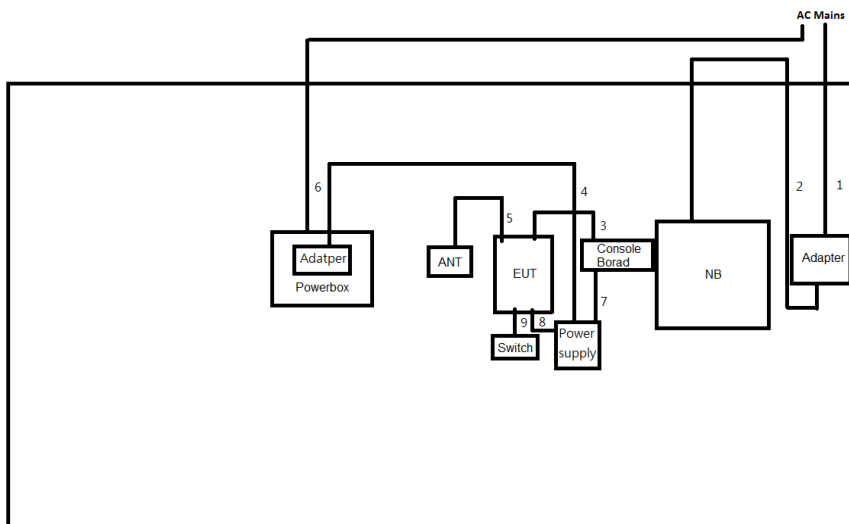 AC Mains
6
4
2
1
5
3
Adatper
Powerbox
ANT
EUT
Console
Borad
NB
Adapter
7
9
8
Switch
Power
supply